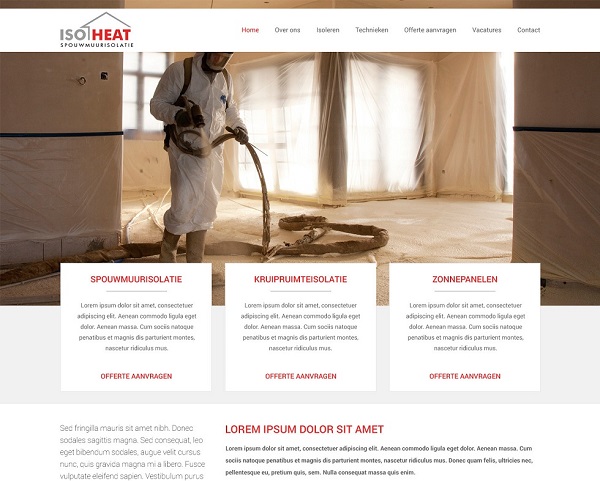 ISO HEAT
SPOUWMUURISOLATIE
Home Over ons Isoleren Technieken Offerte aanvragen Vacatures Contact
SPOUWMUURISOLATIE
Lorem ipsum dolor sit amet, consectetuer
adipiscing elit. Aenean commodo ligula eget
dolor. Aenean massa. Cum sociis natoque
penatibus et magnis dis parturient montes,
nascetur ridiculus mus.
OFFERTE AANVRAGEN
KRUIPRUIMTEISOLATIE
Lorem ipsum dolor sit amet, consectetuer
adipiscing elit. Aenean commodo ligula eget
dolor. Aenean massa. Cum sociis natoque
penatibus et magnis dis parturient montes,
nascetur ridiculus mus.
OFFERTE AANVRAGEN
ZONNEPANELEN
Lorem ipsum dolor sit amet, consectetuer
adipiscing elit. Aenean commodo ligula eget
dolor. Aenean massa. Cum sociis natoque
penatibus et magnis dis parturient montes,
nascetur ridiculus mus.
OFFERTE AANVRAGEN
Sed fringilla mauris sit amet nibh. Donec
sodales sagittis magna. Sed consequat, leo
eget bibendum sodales, augue velit cursus
nunc, quis gravida magna mi a libero. Fusce
vulputate eleifend sapien. Vestibulum purus
LOREM IPSUM DOLOR SIT AMET
Lorem ipsum dolor sit amet, consectetuer adipiscing elit. Aenean commodo ligula eget
dolor. Aenean massa. Cum sociis natoque penatibus et magnis dis parturient montes,
nascetur ridiculus mus. Donec quam felis, ultricies nec,
pellentesque eu, pretium quis, sem. Nulla consequat massa quis enim.